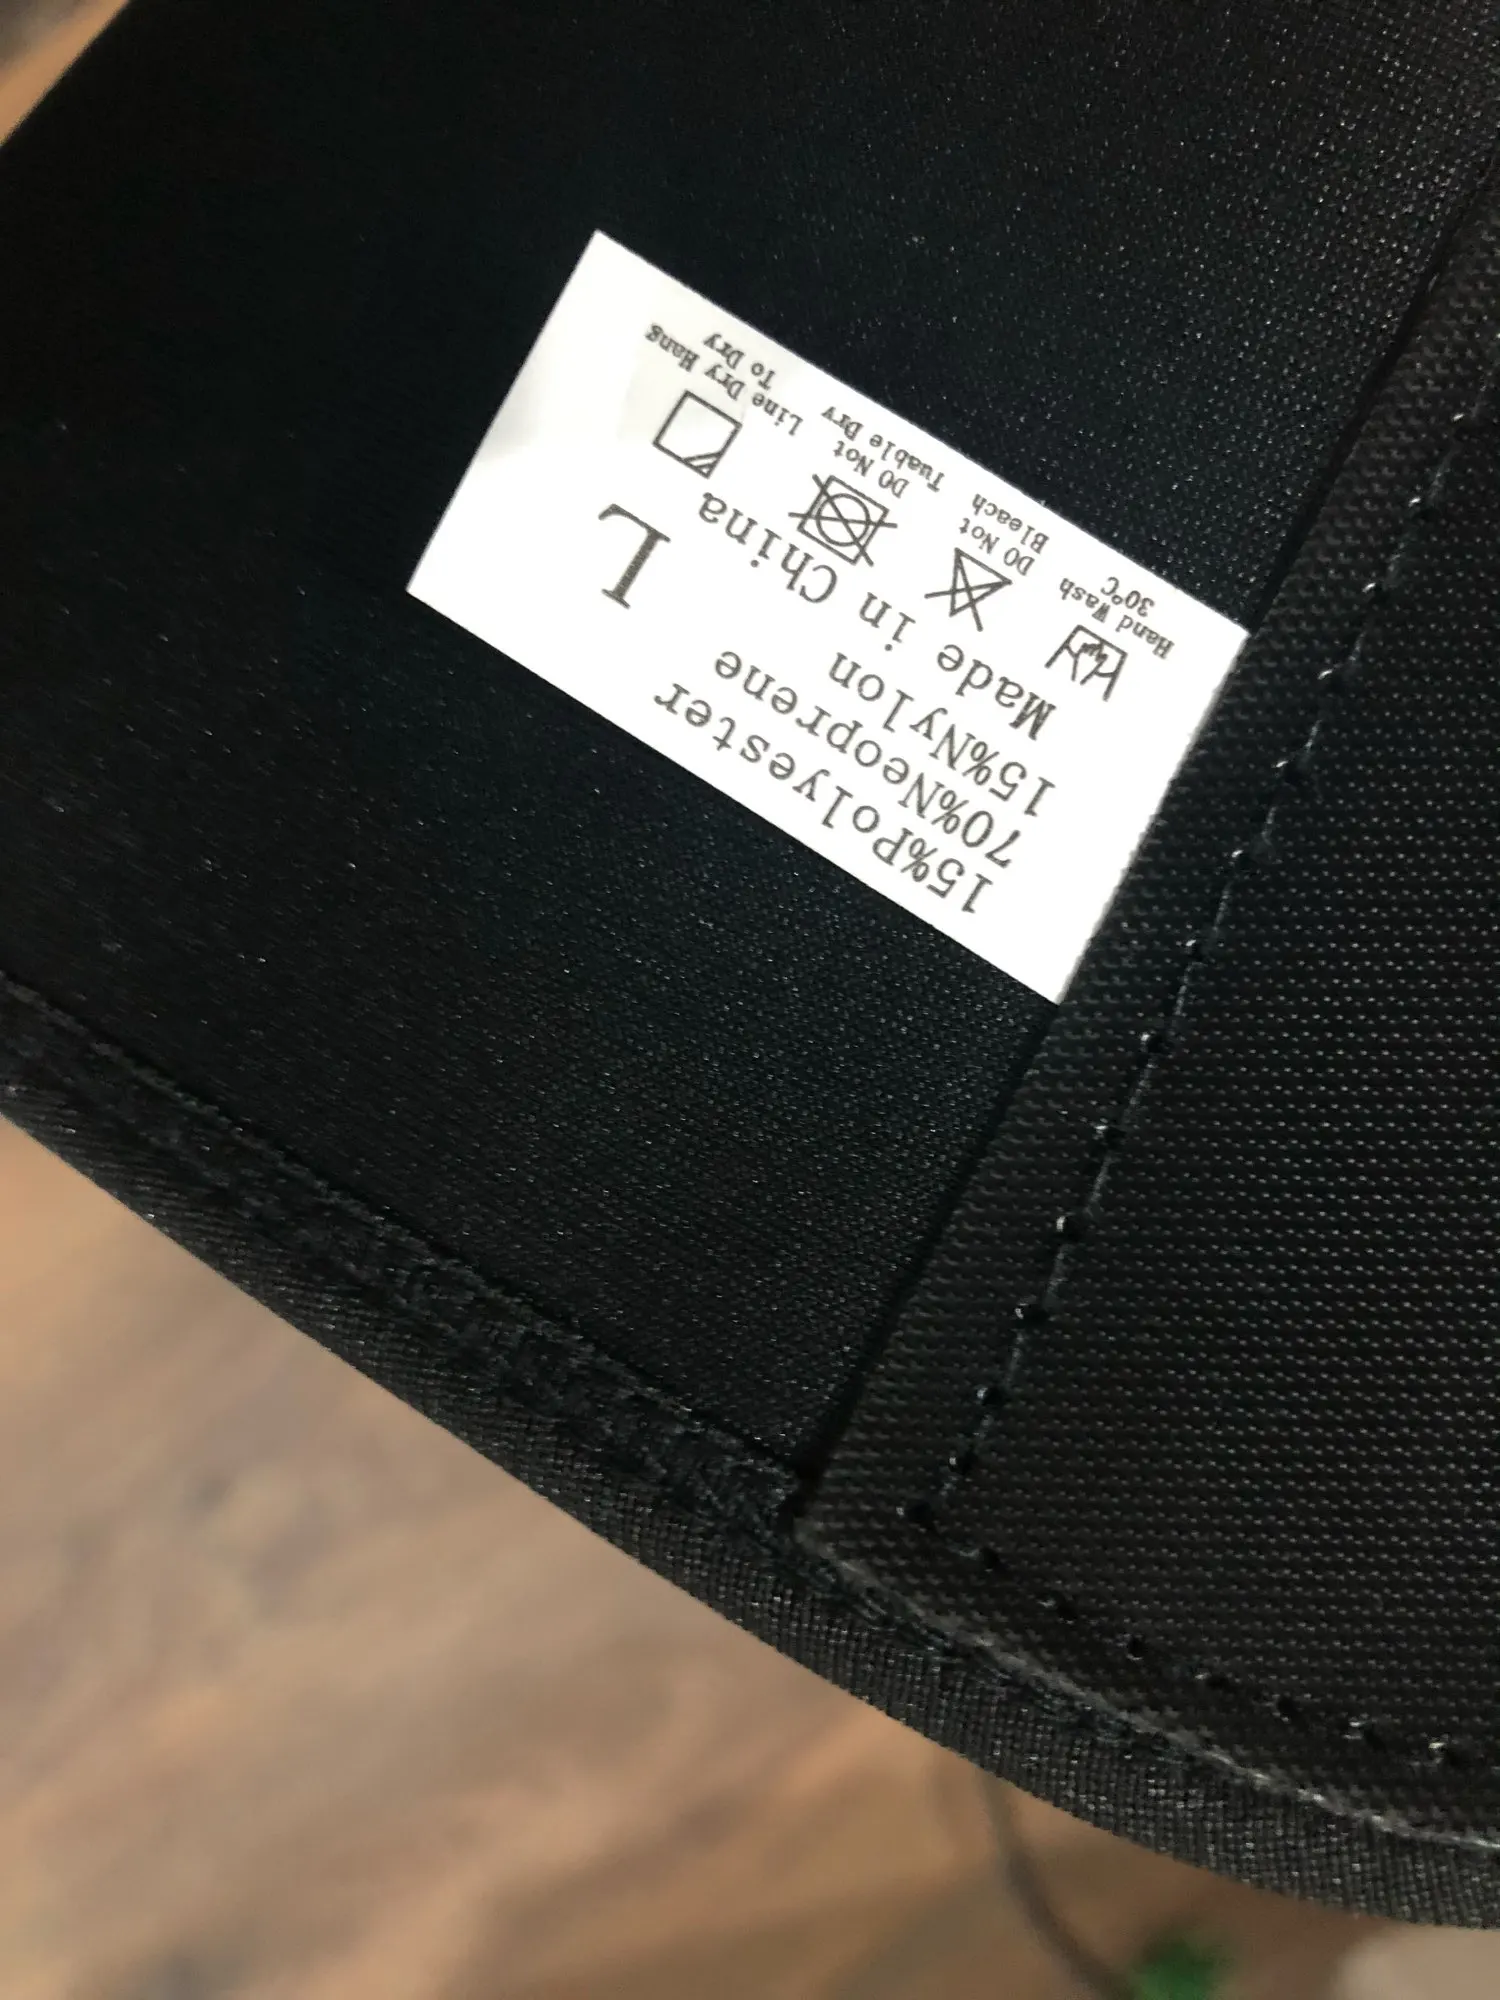 15%Polyester
70%Neoprene
15%Nylon
Made in China
L
Hand Wash
30°C
DO Not
Bleach
DO Not
Tuable Dry
Line Dry Hang
To Dry